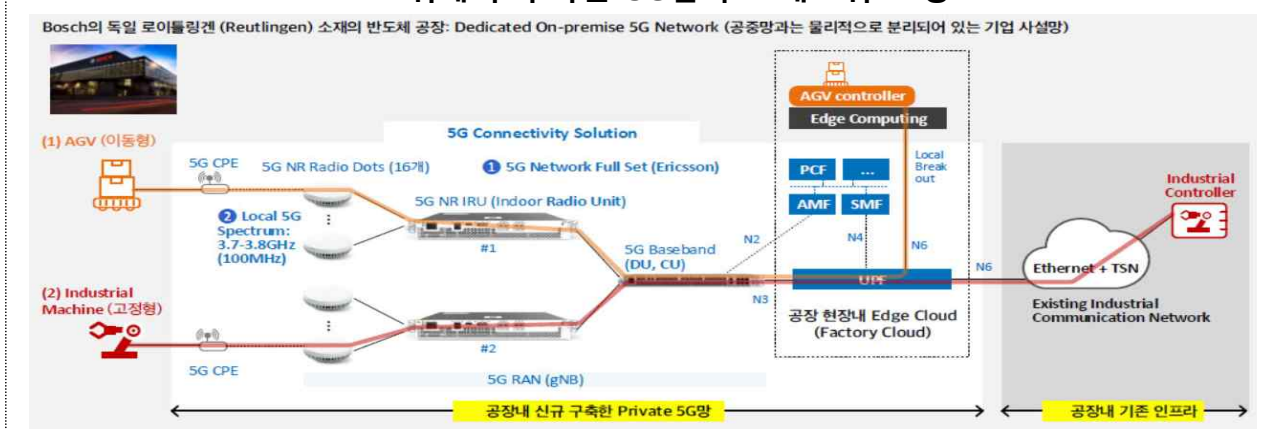 Bosch의 독일 로이틀링겐 (Reutlingen) 소재의 반도체 공장: Dedicated On-premise 5G Network (공중망과는 물리적으로 분리되어 있는 기업 사설망)
AGV controller
Edge Computing
(1) AGV (이동형)
5G Connectivity Solution
5G CPE
5G NR Radio Dots (16개)
❶ 5G Network Full Set (Ericsson)
PCF
...
Local
Break
out
Industrial
Controller
5G NR IRU (Indoor Radio Unit)
AMF
SMF
❷ Local 5G
Spectrum:
3.7-3.8GHz
(100MHz)
#1
5G Baseband
(DU, CU)
N2
N4
N6
UPF
N6
Ethernet + TSN
(2) Industrial
Machine (고정형)
N3
Existing Industrial
Communication Network
공장 현장내 Edge Cloud
(Factory Cloud)
#2
5G CPE
5G RAN (gNB)
공장내 신규 구축한 Private 5G망
공장내 기존 인프라